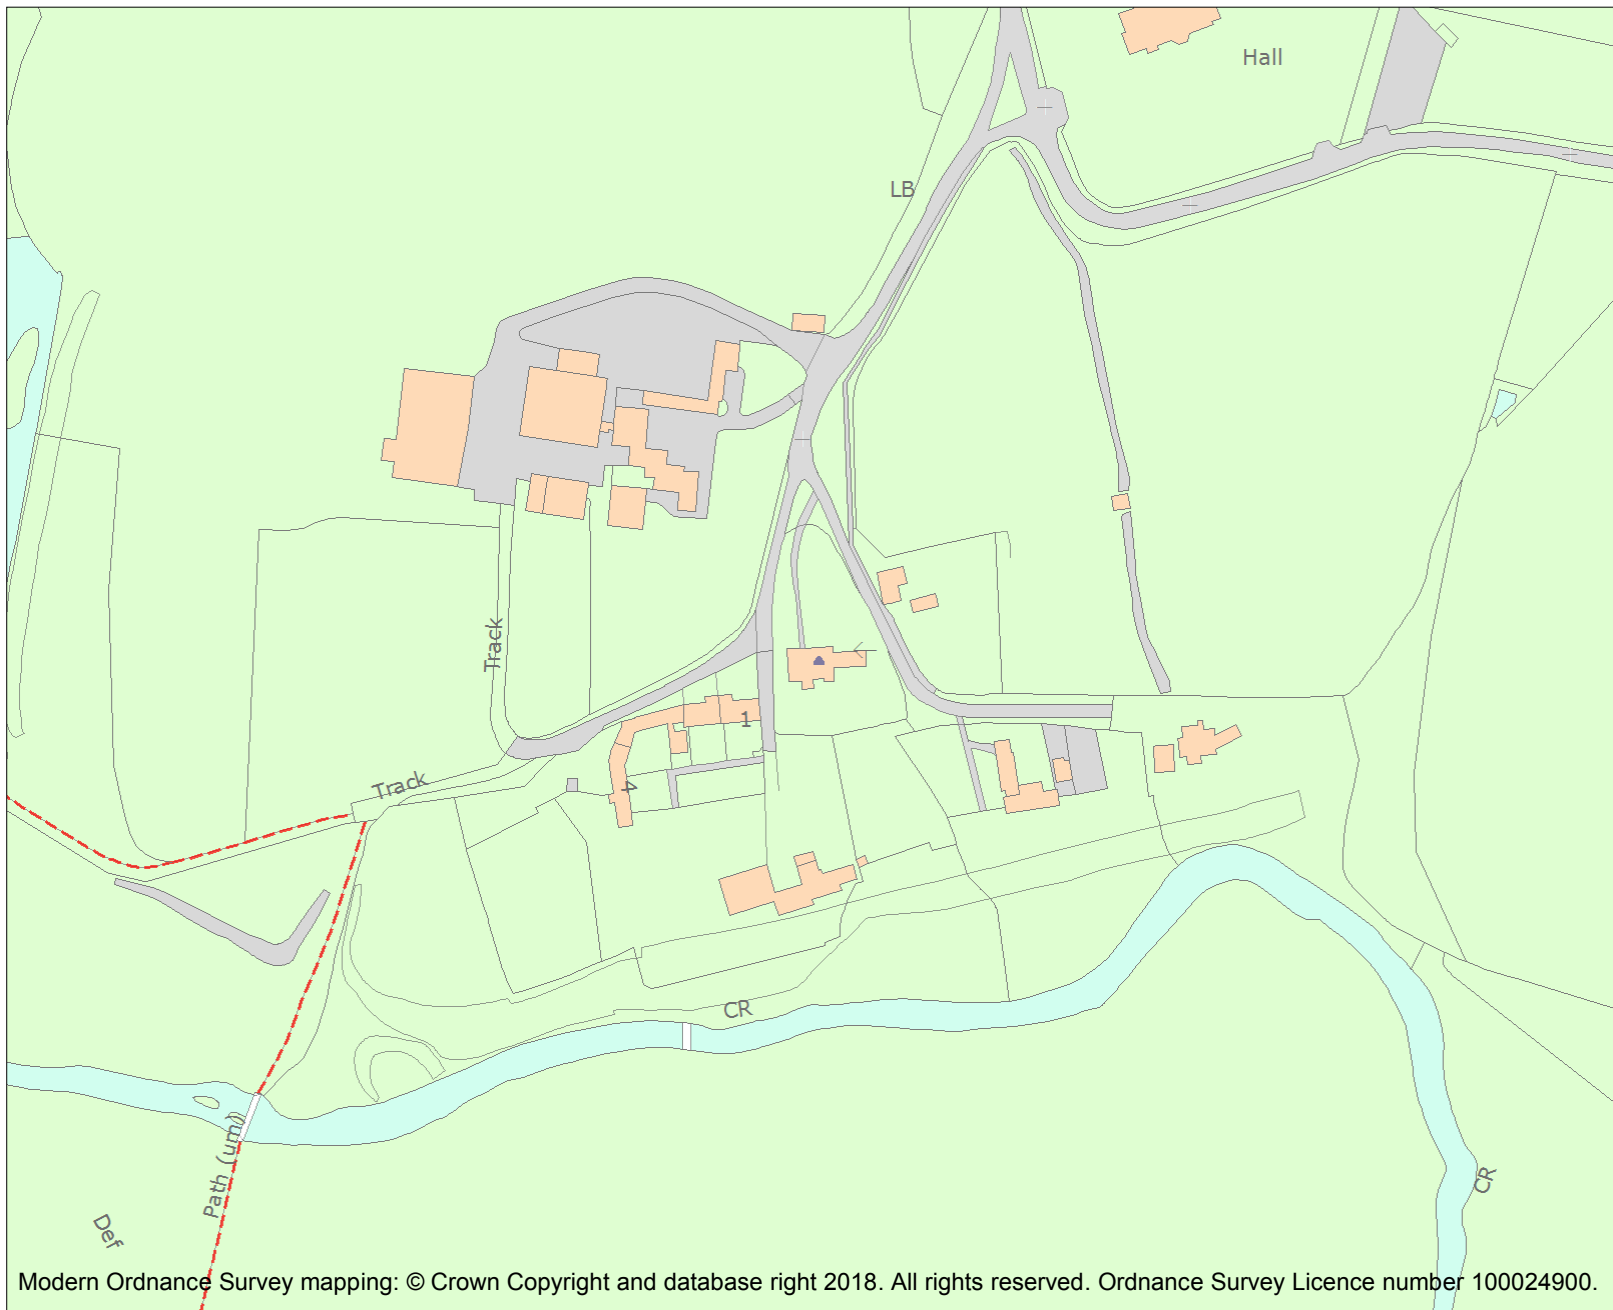 Hall
LB
Track
1
Track
4
CR
Path (um)
CR
Def
Modern Ordnance Survey mapping: © Crown Copyright and database right 2018. All rights reserved. Ordnance Survey Licence number 100024900.